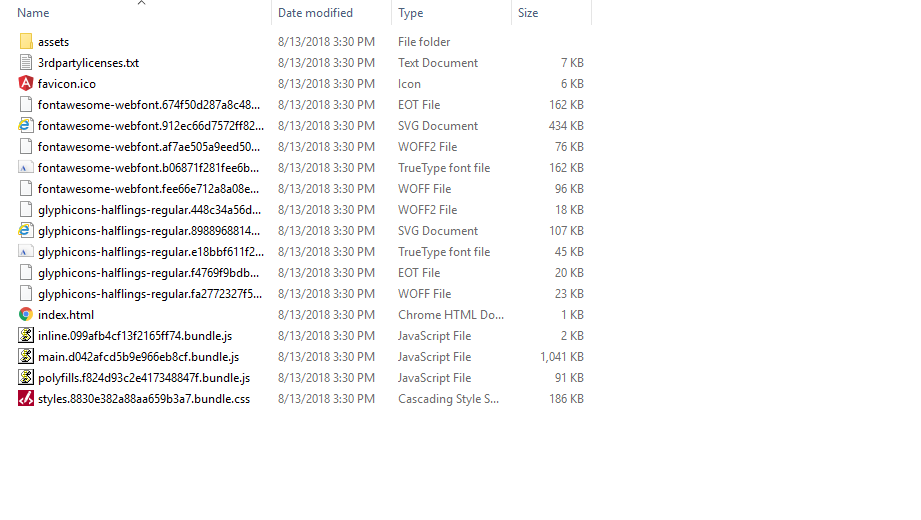 Name Date modified Type Size
assets 8/13/2018 3:30 PM File folder
3rdpartylicenses.txt 8/13/2018 3:30 PM Text Document 7 KB
favicon.ico 8/13/2018 3:30 PM Icon 6 KB
fontawesome-webfont.674f50d287a8c48... 8/13/2018 3:30 PM EOT File 162 KB
fontawesome-webfont.912ec66d7572ff82... 8/13/2018 3:30 PM SVG Document 434 KB
fontawesome-webfont.af7ae505a9eed50... 8/13/2018 3:30 PM WOFF2 File 76 KB
fontawesome-webfont.b06871f281fee6b... 8/13/2018 3:30 PM TrueType font file 162 KB
fontawesome-webfont.fee66e712a8a08e... 8/13/2018 3:30 PM WOFF File 96 KB
glyphicons-halflings-regular.448c34a56d... 8/13/2018 3:30 PM WOFF2 File 18 KB
glyphicons-halflings-regular.8988968814... 8/13/2018 3:30 PM SVG Document 107 KB
glyphicons-halflings-regular.e18bbf611f2... 8/13/2018 3:30 PM TrueType font file 45 KB
glyphicons-halflings-regular.f4769f9bdb... 8/13/2018 3:30 PM EOT File 20 KB
glyphicons-halflings-regular.fa2772327f5... 8/13/2018 3:30 PM WOFF File 23 KB
index.html 8/13/2018 3:30 PM Chrome HTML Do... 1 KB
inline.099afb4cf13f2165ff74.bundle.js 8/13/2018 3:30 PM JavaScript File 2 KB
main.d042afcd5b9e966eb8cf.bundle.js 8/13/2018 3:30 PM JavaScript File 1,041 KB
polyfills.f824d93c2e417348847f.bundle.js 8/13/2018 3:30 PM JavaScript File 91 KB
styles.8830e382a88aa659b3a7.bundle.css 8/13/2018 3:30 PM Cascading Style S... 186 KB